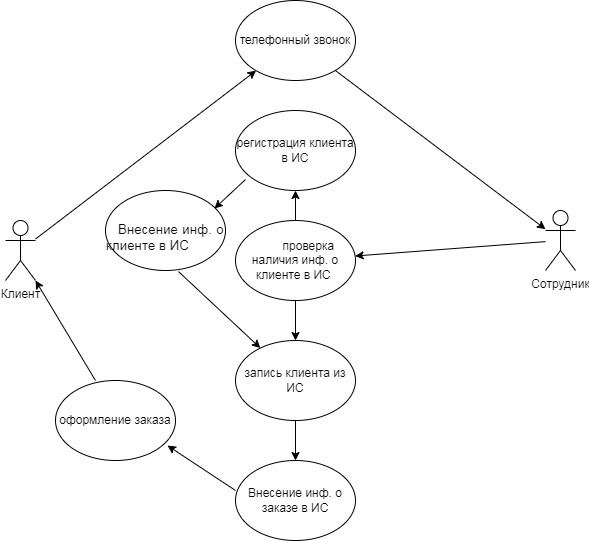 телефонный звонок
регистрация клиента
в ИС
Внесение инф. о
клиенте в ИС
проверка
наличия инф. о
клиенте в ИС
Клиент
Сотрудник
запись клиента из
ИС
оформление заказа
Внесение инф. о
заказе в ИС